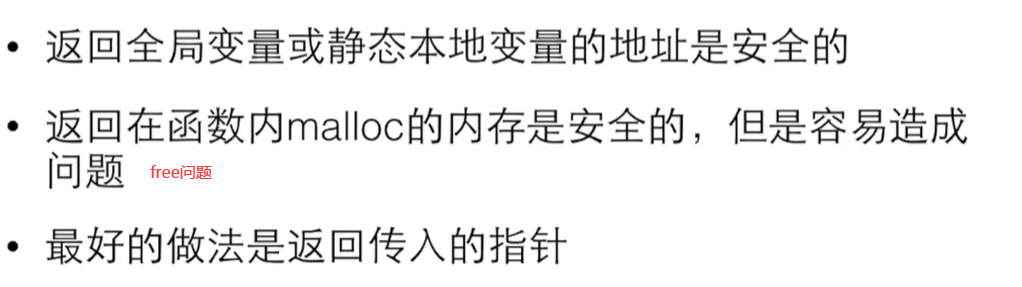 • 返回全局变量或静态本地变量的地址是安全的
• 返回在函数内malloc的内存是安全的，但是容易造成
问题 free问题
• 最好的做法是返回传入的指针